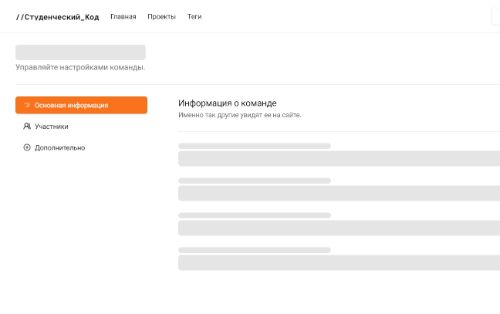 //Студенческий_Код Главная Проекты Теги
Управляйте настройками команды.
Основная информация
Участники
Дополнительно
Информация о команде
Именно так другие увидят ее на сайте.